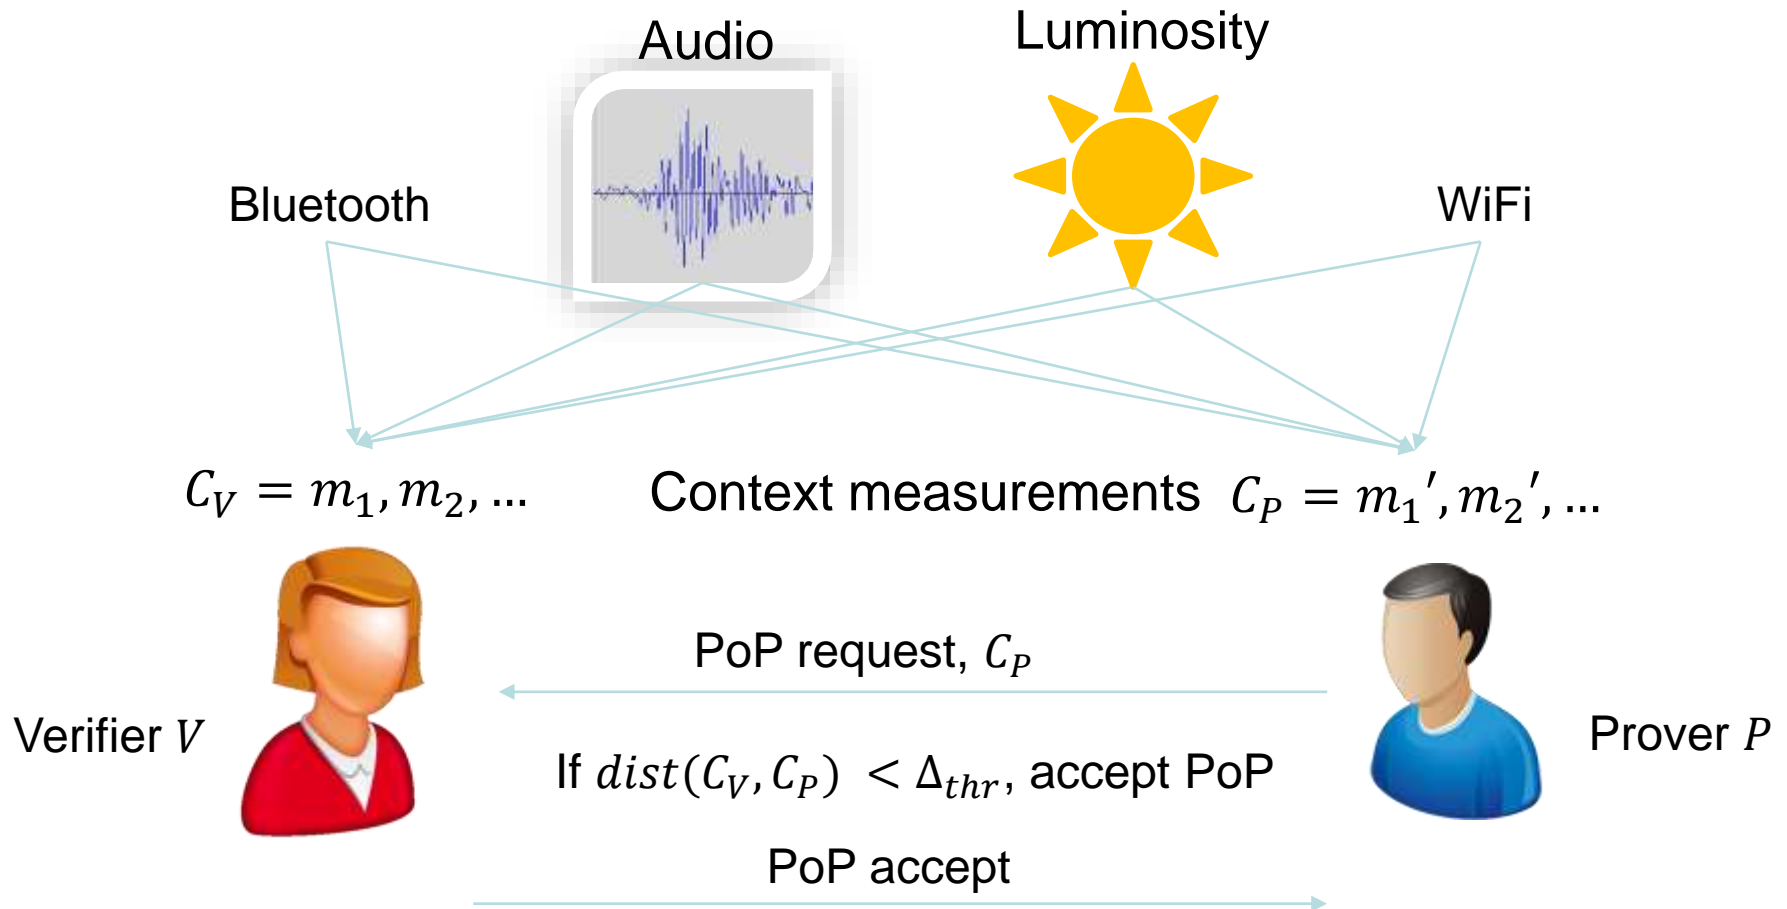 Audio
Luminosity
Bluetooth
WiFi
C_V = m_1, m_2, …
Context measurements
C_P = m_1′, m_2′, …
PoP request, C_P
Verifier V
Prover P
If dist(C_V, C_P) < Δ_thr, accept PoP
PoP accept